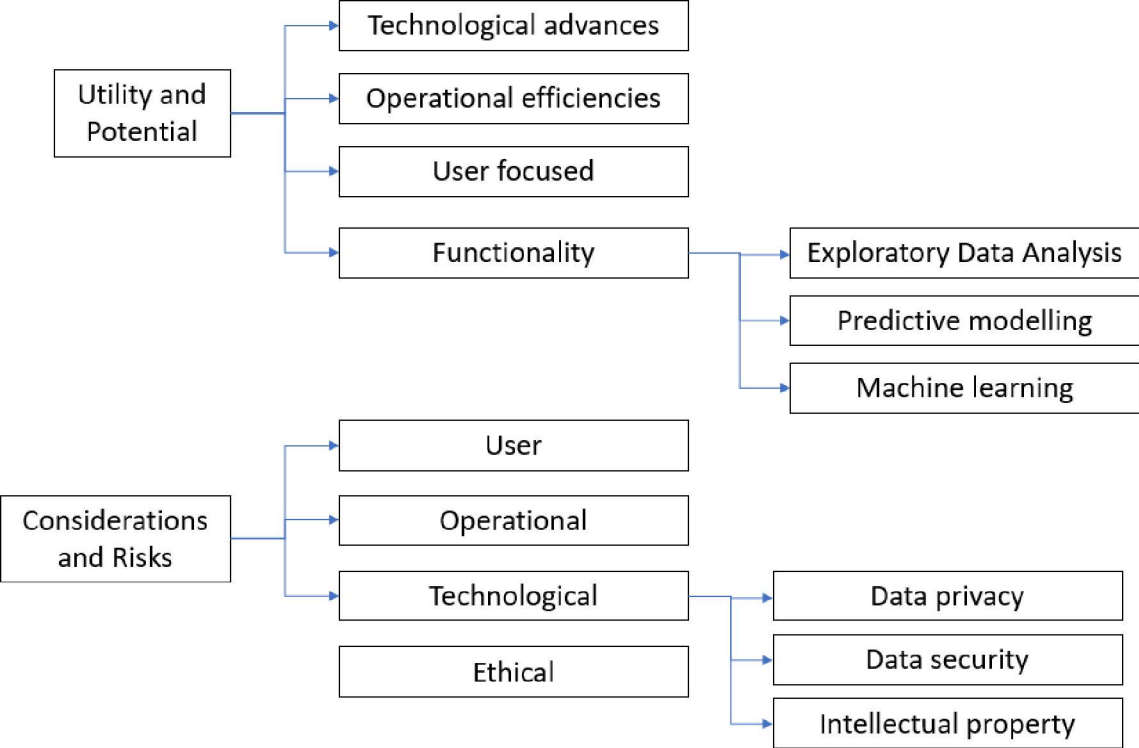 Utility and
Potential
Technological advances
Operational efficiencies
User focused
Functionality
Exploratory Data Analysis
Predictive modelling
Machine learning
Considerations
and Risks
User
Operational
Technological
Ethical
Data privacy
Data security
Intellectual property